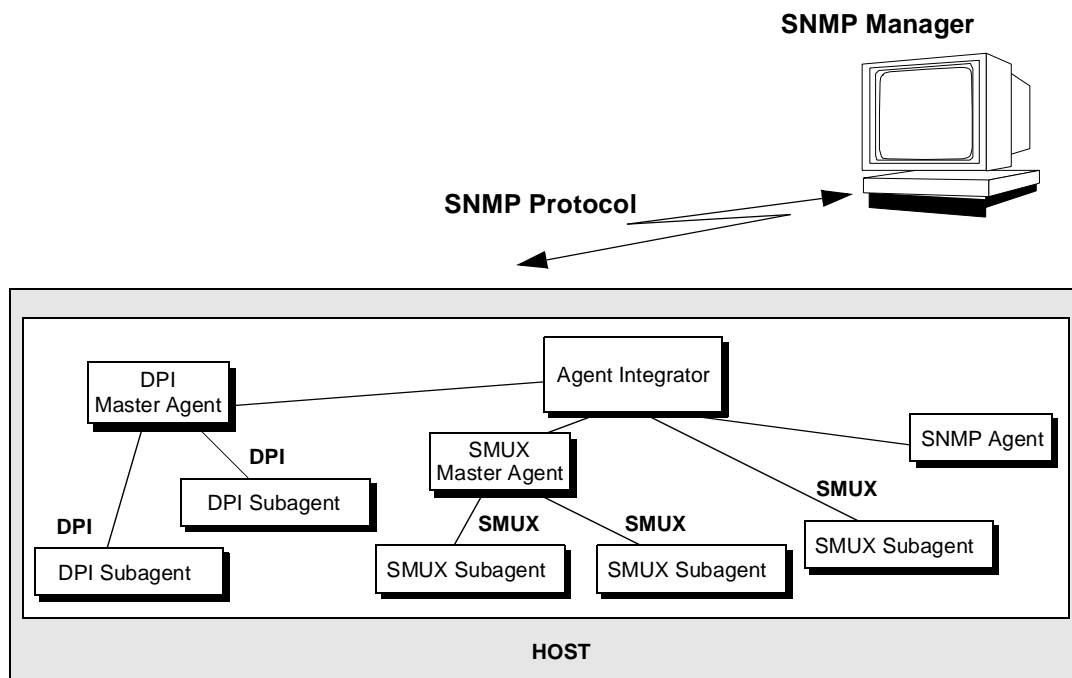 SNMP Manager
SNMP Protocol
DPI
Master Agent
Agent Integrator
SNMP Agent
SMUX
Master Agent
DPI
DPI Subagent
SMUX
DPI
SMUX
SMUX
DPI Subagent
SMUX Subagent
SMUX Subagent
SMUX Subagent
HOST